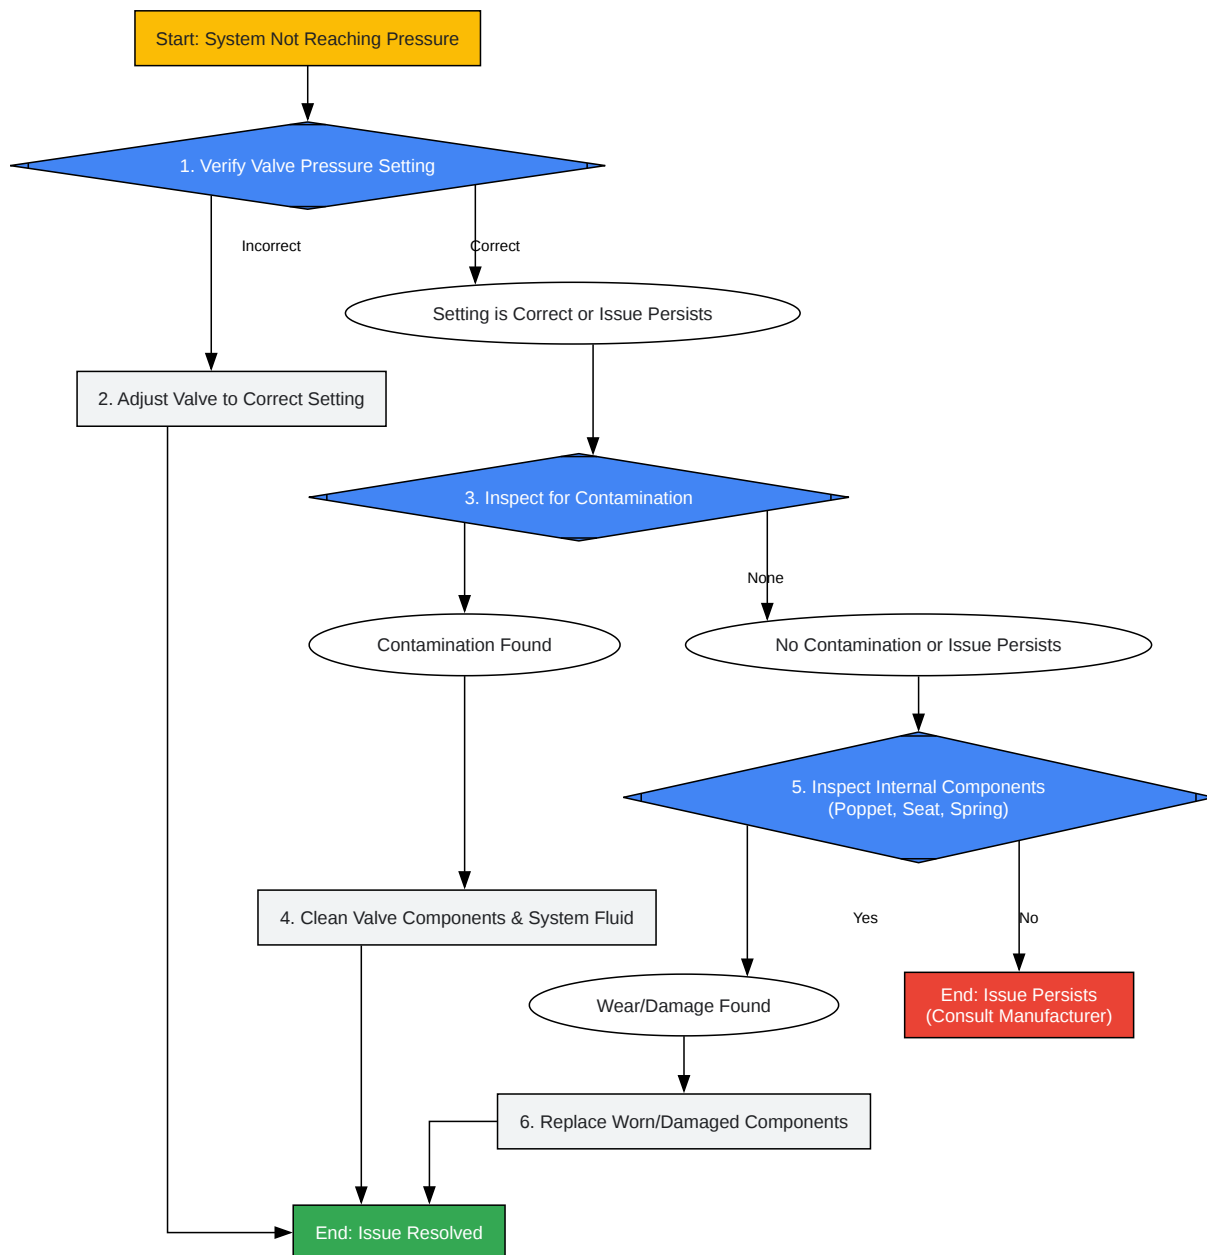 Start: System Not Reaching Pressure
1. Verify Valve Pressure Setting
Incorrect
Correct
Setting is Correct or Issue Persists
2. Adjust Valve to Correct Setting
3. Inspect for Contamination
None
Contamination Found
No Contamination or Issue Persists
5. Inspect Internal Components
(Poppet, Seat, Spring)
4. Clean Valve Components & System Fluid
Yes
No
Wear/Damage Found
End: Issue Persists
(Consult Manufacturer)
6. Replace Worn/Damaged Components
End: Issue Resolved